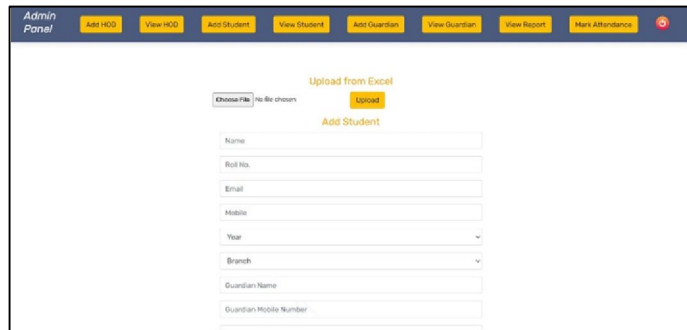 Admin Panel
Add HOD View HOD Add Student View Student Add Guardian View Guardian View Report Mark Attendance
Upload from Excel
Choose File No file chosen Upload
Add Student
Name
Roll No.
Email
Mobile
Year
Branch
Guardian Name
Guardian Mobile Number